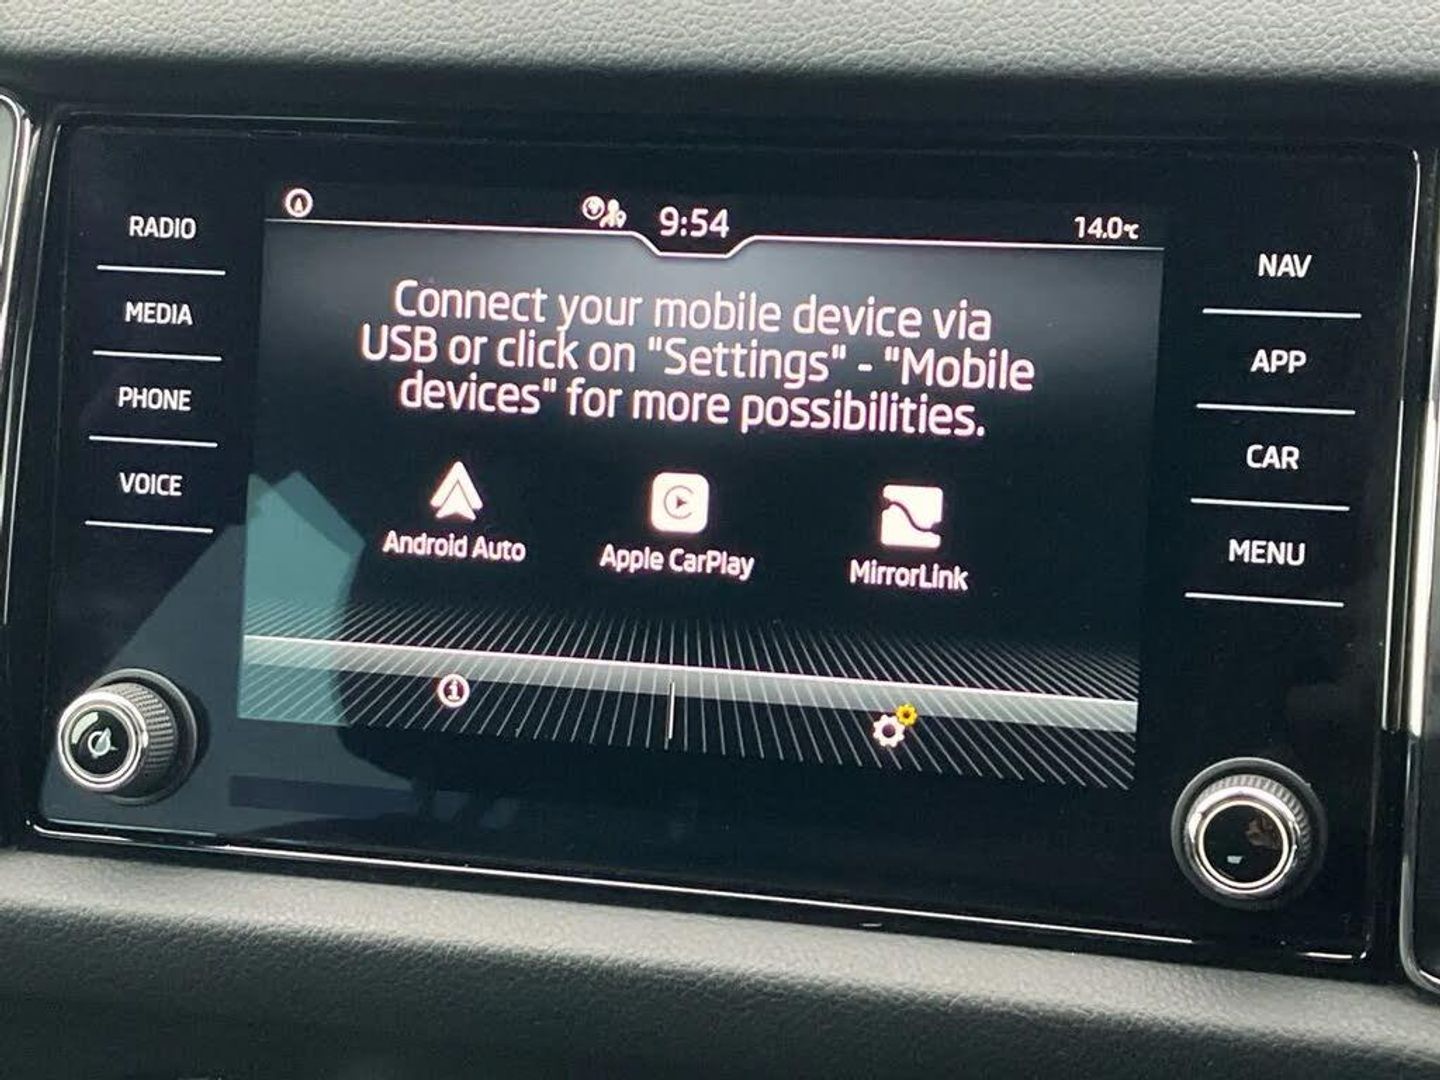 9:54
14.0°C
RADIO
MEDIA
PHONE
VOICE
Connect your mobile device via
USB or click on "Settings" - "Mobile
devices" for more possibilities.
Android Auto
Apple CarPlay
MirrorLink
NAV
APP
CAR
MENU